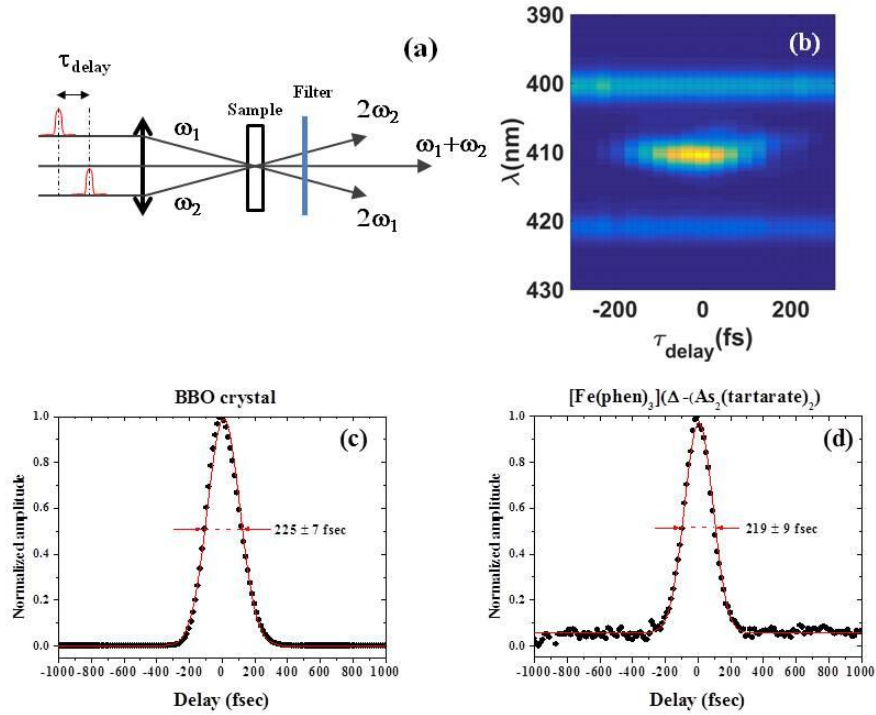 (a)
τdelay
Sample
Filter
ω1
2ω2
ω1+ω2
ω2
2ω1
(b)
390
400
410
420
430
λ(nm)
-200 0 200
τdelay(fs)
BBO crystal
(c)
1.0
0.8
0.6
0.4
0.2
0.0
Normalized amplitude
225 ± 7 fsec
-1000 -800 -600 -400 -200 0 200 400 600 800 1000
Delay (fsec)
[Fe(phen)3](Δ-(As2(tartarate)2)
(d)
1.0
0.8
0.6
0.4
0.2
0.0
Normalized amplitude
219 ± 9 fsec
-1000 -800 -600 -400 -200 0 200 400 600 800 1000
Delay (fsec)